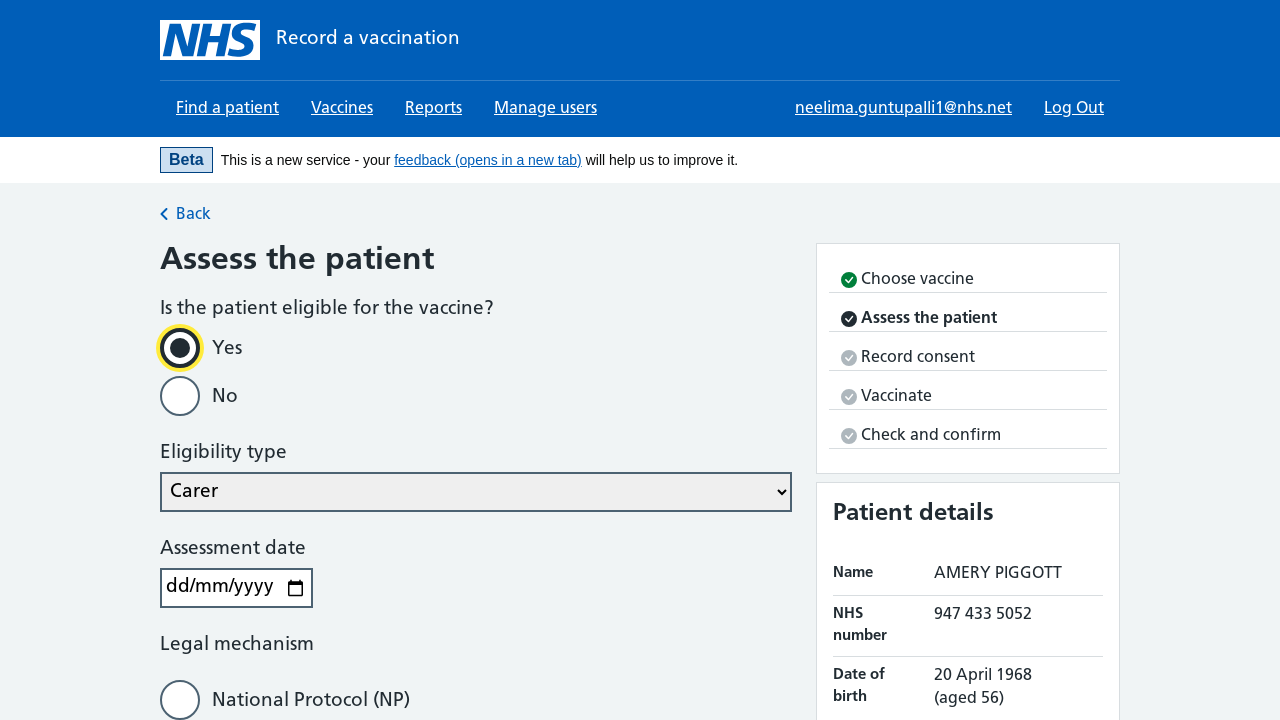 NHS Record a vaccination
Find a patient Vaccines Reports Manage users neelima.guntupalli1@nhs.net Log Out
Beta This is a new service - your feedback (opens in a new tab) will help us to improve it.
Back
Assess the patient
Is the patient eligible for the vaccine?
Yes
No
Eligibility type
Carer
Assessment date
dd/mm/yyyy
Legal mechanism
National Protocol (NP)
Choose vaccine
Assess the patient
Record consent
Vaccinate
Check and confirm
Patient details
Name AMERY PIGGOTT
NHS number 947 433 5052
Date of birth 20 April 1968 (aged 56)